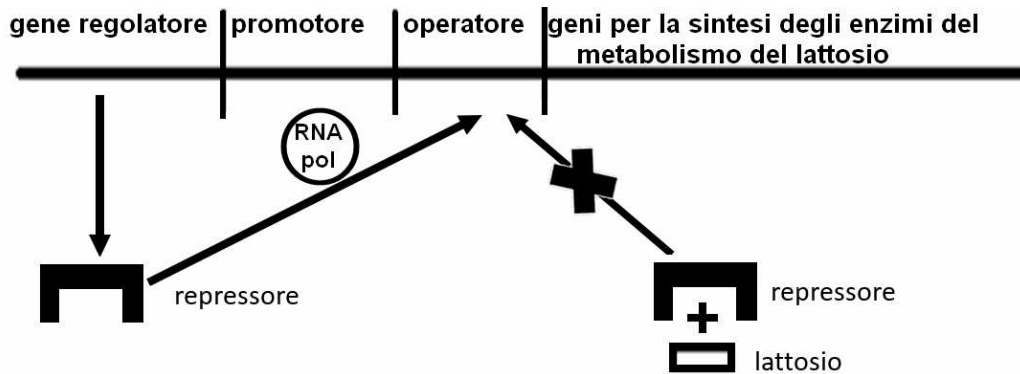 gene regolatore promotore operatore geni per la sintesi degli enzimi del
metabolismo del lattosio
RNA
pol
repressore
repressore
+
lattosio